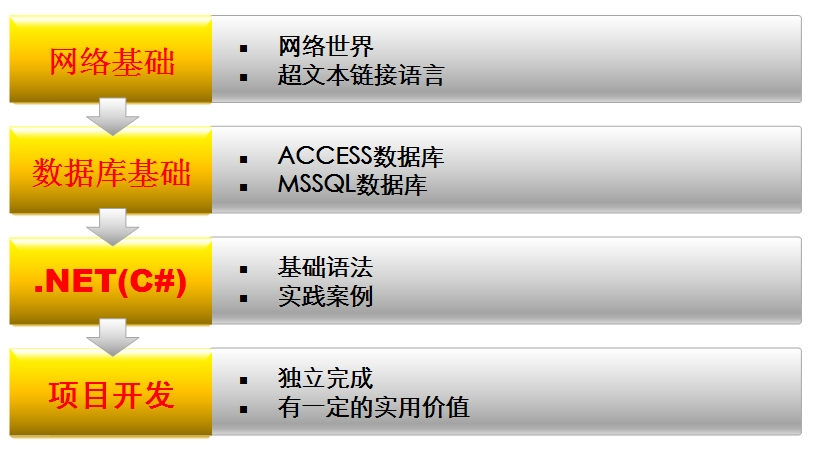 网络基础
▪ 网络世界
▪ 超文本链接语言
数据库基础
▪ ACCESS数据库
▪ MSSQL数据库
.NET(C#)
▪ 基础语法
▪ 实践案例
项目开发
▪ 独立完成
▪ 有一定的实用价值